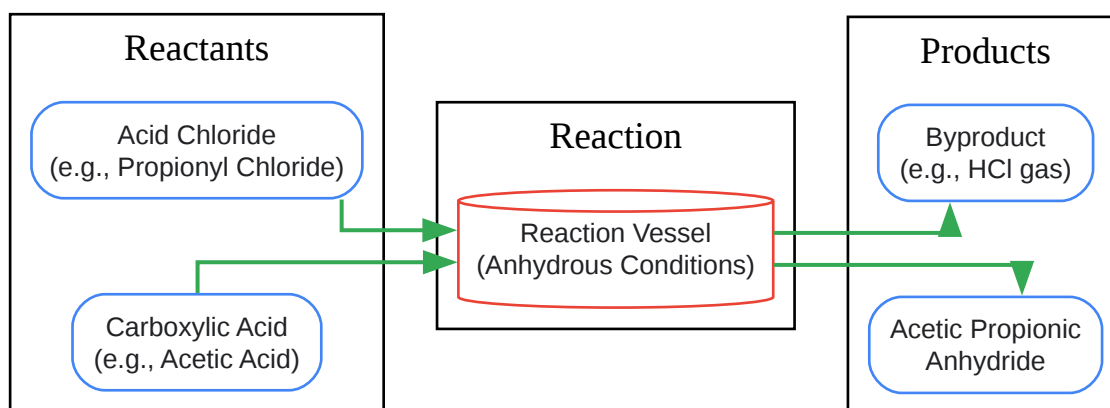 Reactants
Acid Chloride
(e.g., Propionyl Chloride)
Carboxylic Acid
(e.g., Acetic Acid)
Reaction
Reaction Vessel
(Anhydrous Conditions)
Products
Byproduct
(e.g., HCl gas)
Acetic Propionic
Anhydride